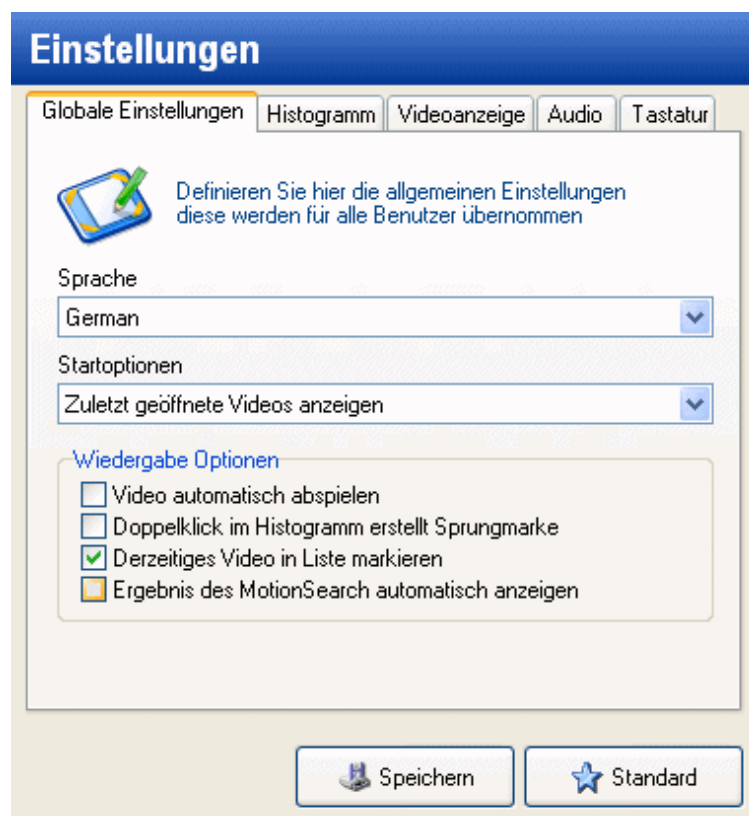 Einstellungen
Globale Einstellungen Histogramm Videoanzeige Audio Tastatur
Definieren Sie hier die allgemeinen Einstellungen
diese werden für alle Benutzer übernommen
Sprache
German
Startoptionen
Zuletzt geöffnete Videos anzeigen
Wiedergabe Optionen
Video automatisch abspielen
Doppelklick im Histogramm erstellt Sprungmarke
Derzeitiges Video in Liste markieren
Ergebnis des MotionSearch automatisch anzeigen
Speichern Standard